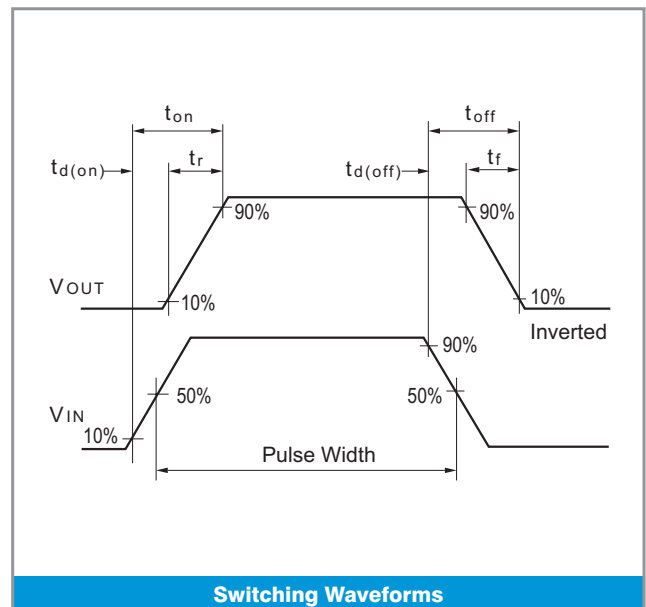 ton toff
td(on) tr td(off) tf
90% 90%
VOUT 10% 10%
Inverted
90%
50% 50%
VIN
10%
Pulse Width
Switching Waveforms